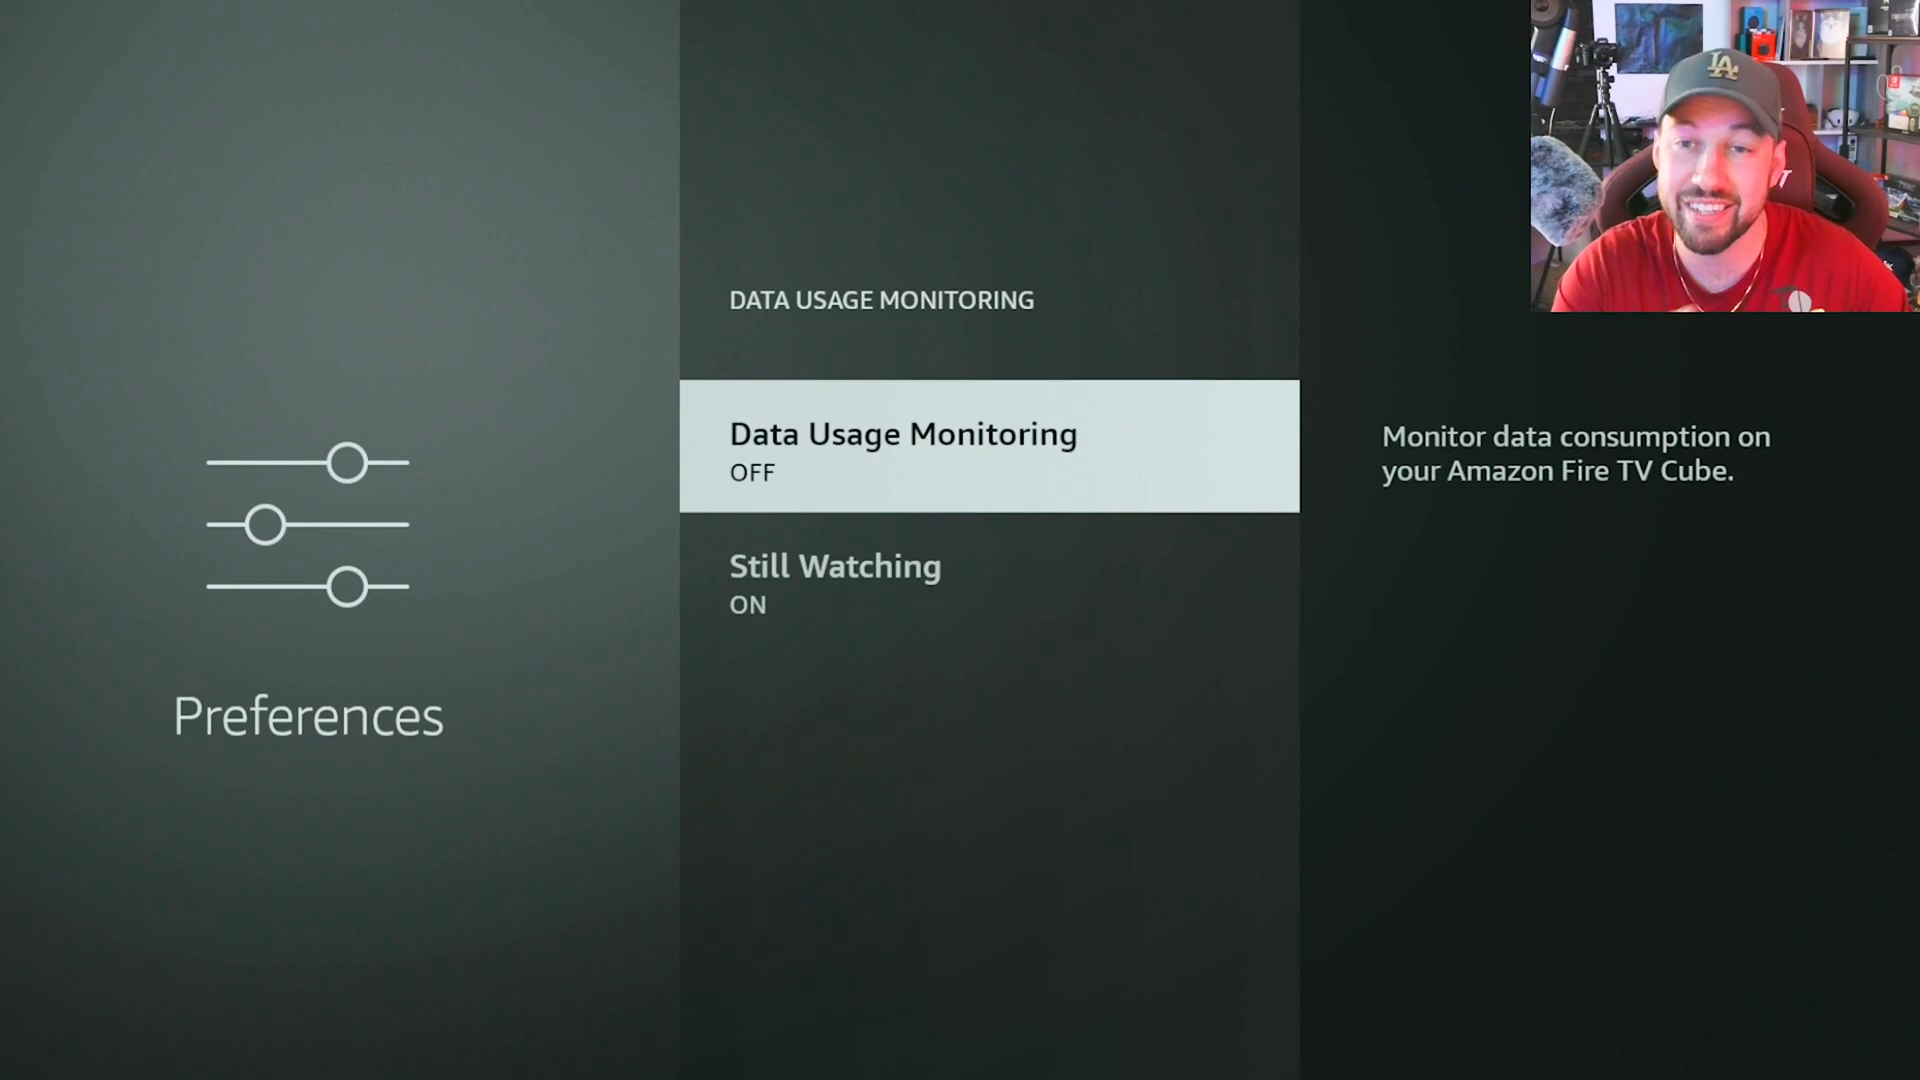 DATA USAGE MONITORING
Data Usage Monitoring
OFF
Still Watching
ON
Preferences
Monitor data consumption on
your Amazon Fire TV Cube.
LA